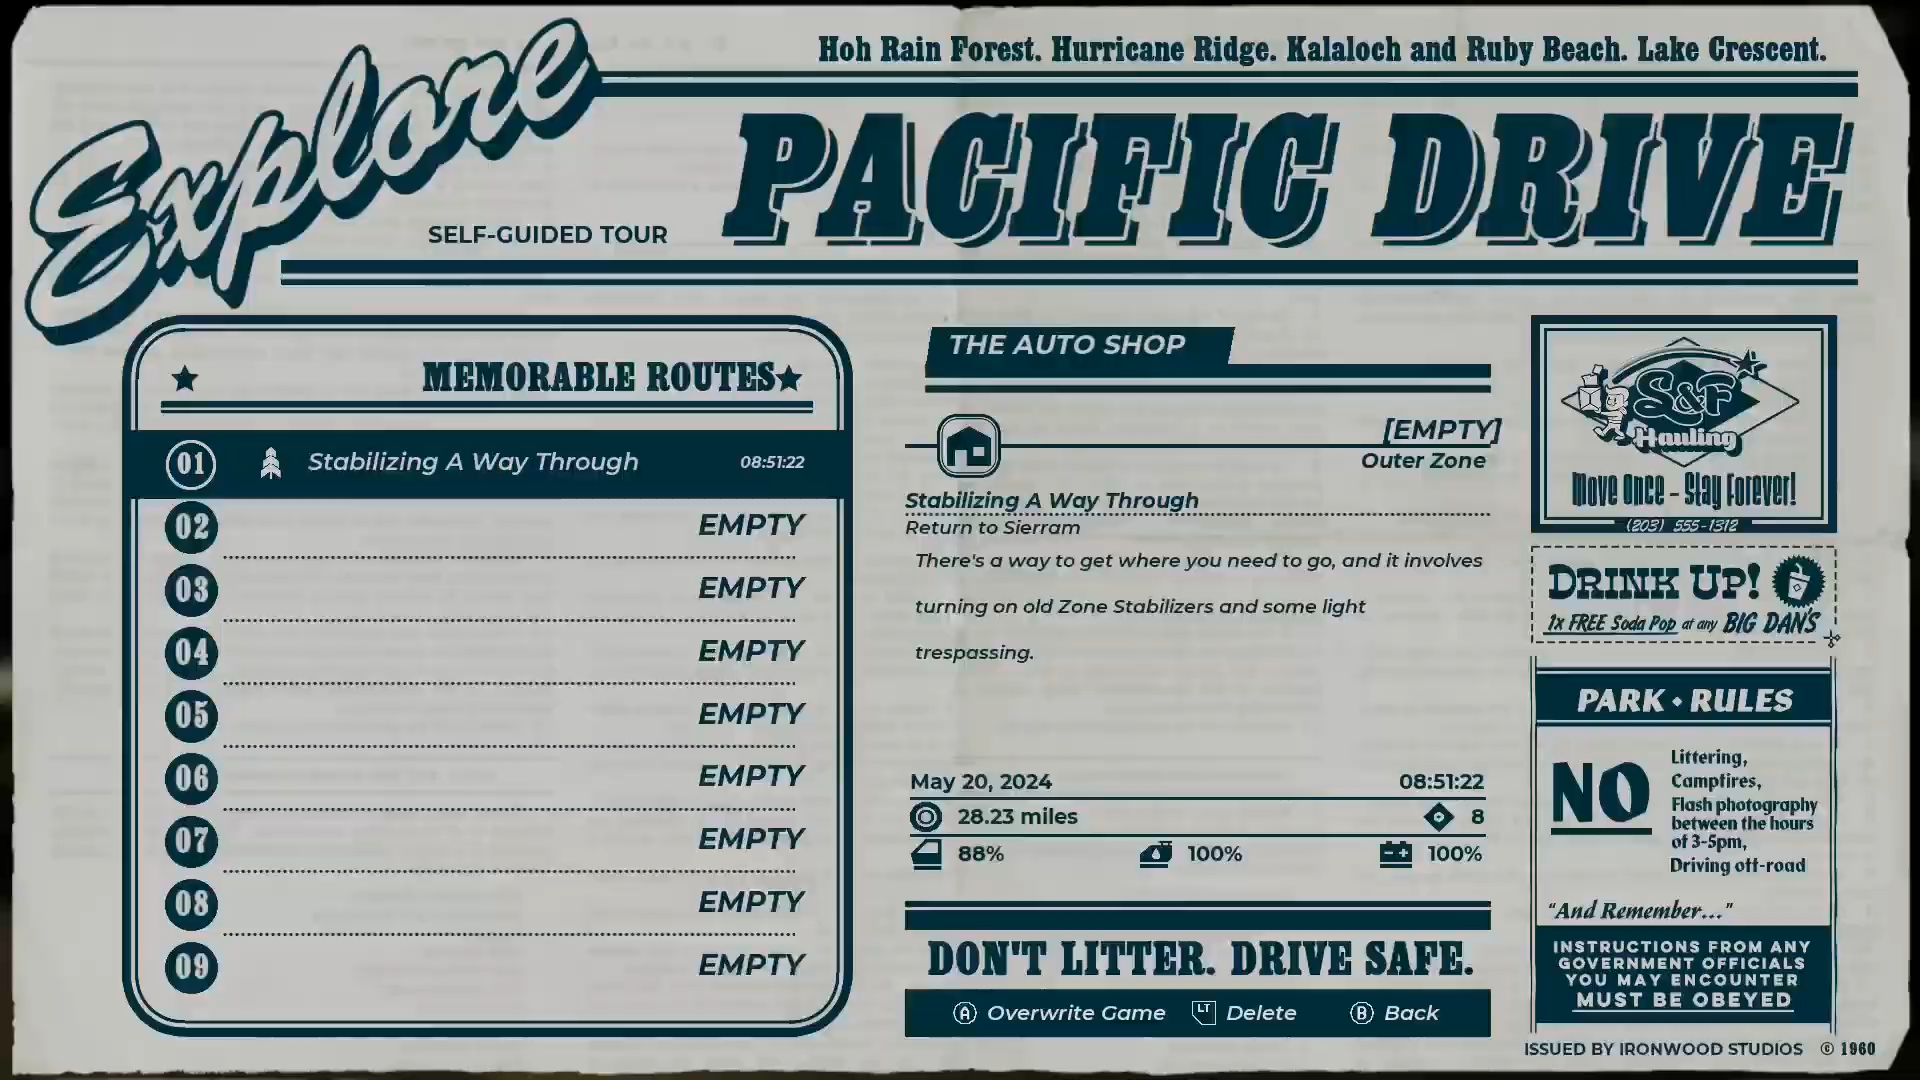 Hoh Rain Forest. Hurricane Ridge. Kalaloch and Ruby Beach. Lake Crescent.
Explore
PACIFIC DRIVE
SELF-GUIDED TOUR
MEMORABLE ROUTES
01 Stabilizing A Way Through 08:51:22
02 EMPTY
03 EMPTY
04 EMPTY
05 EMPTY
06 EMPTY
07 EMPTY
08 EMPTY
09 EMPTY
THE AUTO SHOP
[EMPTY]
Outer Zone
Stabilizing A Way Through
Return to Sierram
There's a way to get where you need to go, and it involves
turning on old Zone Stabilizers and some light
trespassing.
May 20, 2024 08:51:22
28.23 miles 8
88% 100% 100%
DON'T LITTER. DRIVE SAFE.
A Overwrite Game LT Delete B Back
S&F
Hauling
Move Once - Stay Forever!
(203) 555-1312
DRINK UP!
1x FREE Soda Pop at any BIG DAN'S
PARK • RULES
NO
Littering,
Campfires,
Flash photography
between the hours
of 3-5pm,
Driving off-road
"And Remember..."
INSTRUCTIONS FROM ANY
GOVERNMENT OFFICIALS
YOU MAY ENCOUNTER
MUST BE OBEYED
ISSUED BY IRONWOOD STUDIOS © 1960